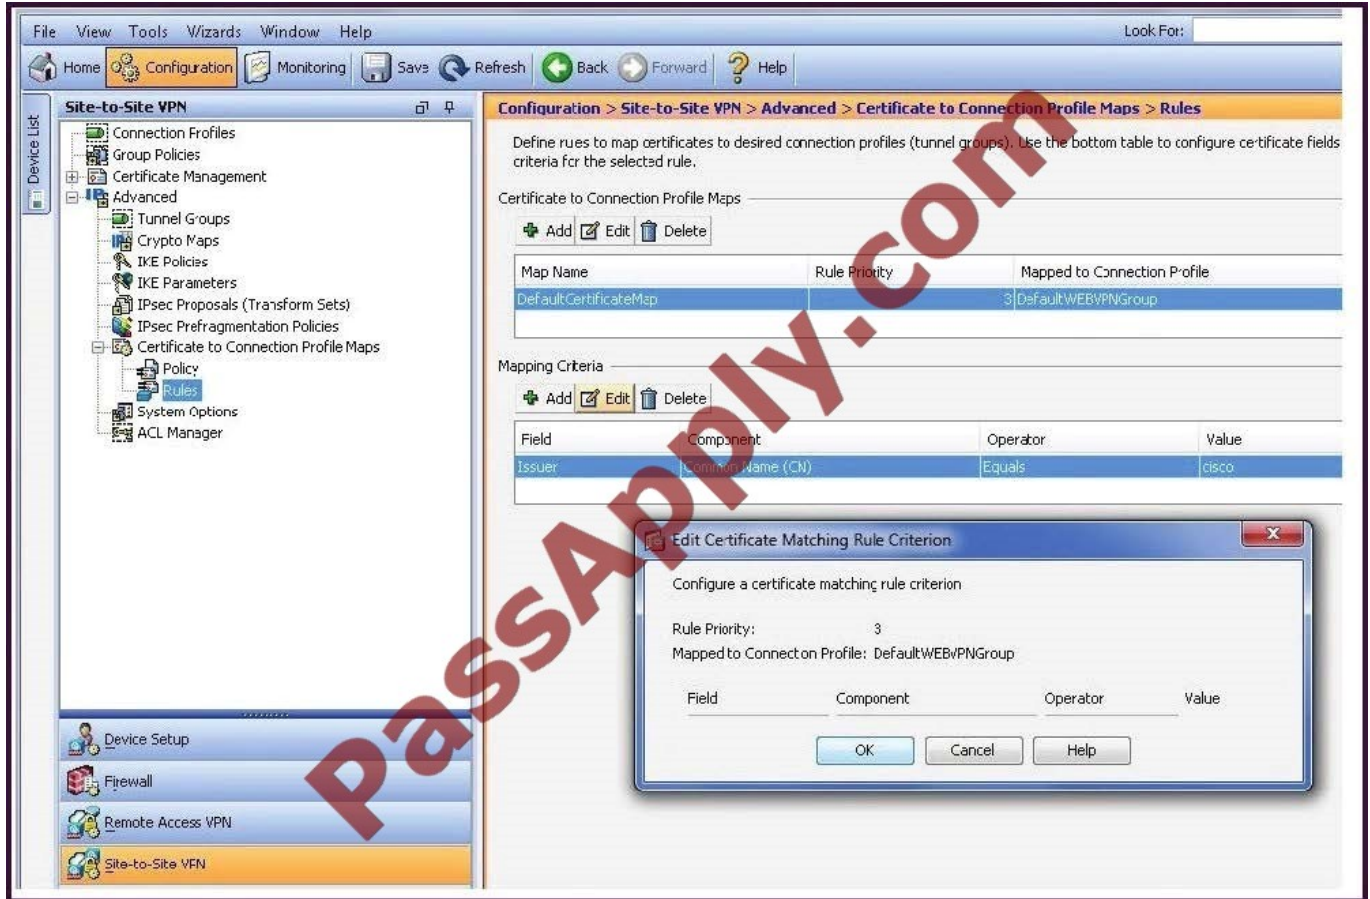 File View Tools Wizards Window Help Look For:
Home Configuration Monitoring Save Refresh Back Forward Help
Device List
Site-to-Site VPN
Connection Profiles
Group Policies
Certificate Management
Advanced
Tunnel Groups
Crypto Maps
IKE Policies
IKE Parameters
IPsec Proposals (Transform Sets)
IPsec Prefragmentation Policies
Certificate to Connection Profile Maps
Policy
Rules
System Options
ACL Manager
Device Setup
Firewall
Remote Access VPN
Site-to-Site VPN
Configuration > Site-to-Site VPN > Advanced > Certificate to Connection Profile Maps > Rules
Define rues to map certificates to desired connection profiles (tunnel groups). Use the bottom table to configure certificate fields
criteria for the selected rule.
Certificate to Connection Profile Maps
Add Edit Delete
Map Name Rule Priority Mapped to Connection Profile
DefaultCertificateMap 3 DefaultWEBVPNGroup
Mapping Criteria
Add Edit Delete
Field Component Operator Value
Issuer Common Name (CN) Equals cisco
Edit Certificate Matching Rule Criterion
Configure a certificate matching rule criterion
Rule Priority: 3
Mapped to Connection Profile: DefaultWEBVPNGroup
Field Component Operator Value
OK Cancel Help
PassApply.com